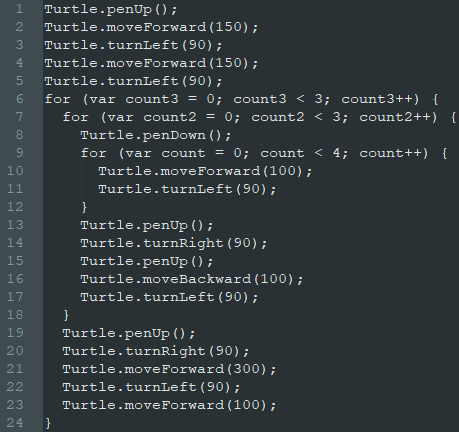 1 Turtle.penUp();
2 Turtle.moveForward(150);
3 Turtle.turnLeft(90);
4 Turtle.moveForward(150);
5 Turtle.turnLeft(90);
6 for (var count3 = 0; count3 < 3; count3++) {
7   for (var count2 = 0; count2 < 3; count2++) {
8     Turtle.penDown();
9     for (var count = 0; count < 4; count++) {
10       Turtle.moveForward(100);
11       Turtle.turnLeft(90);
12     }
13     Turtle.penUp();
14     Turtle.turnRight(90);
15     Turtle.penUp();
16     Turtle.moveBackward(100);
17     Turtle.turnLeft(90);
18   }
19   Turtle.penUp();
20   Turtle.turnRight(90);
21   Turtle.moveForward(300);
22   Turtle.turnLeft(90);
23   Turtle.moveForward(100);
24 }